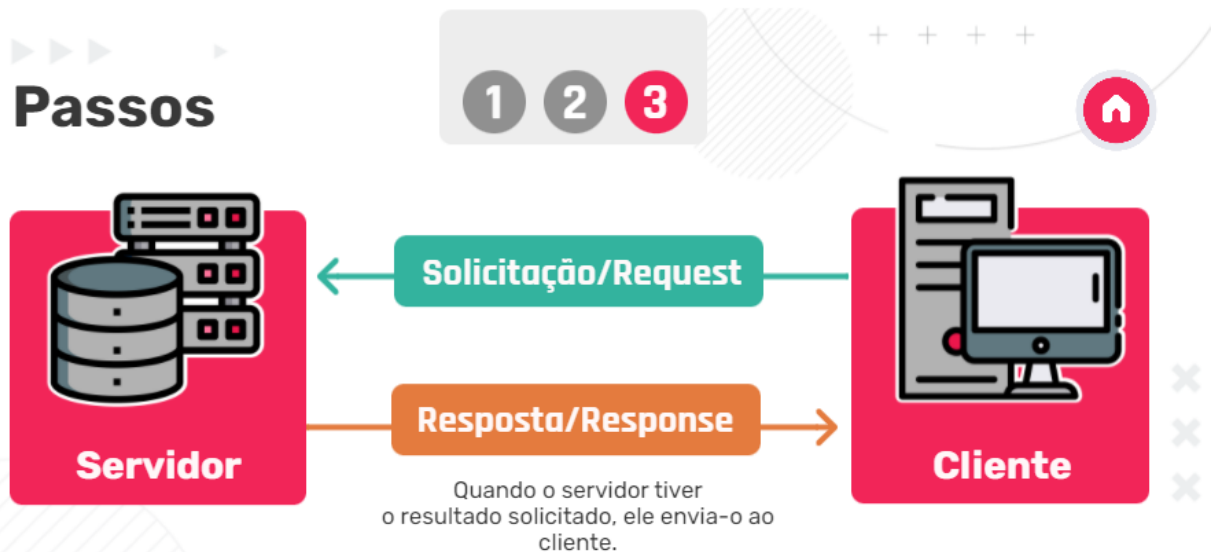 1 2 3
Passos
Solicitação/Request
Resposta/Response
Servidor
Cliente
Quando o servidor tiver
o resultado solicitado, ele envia-o ao
cliente.